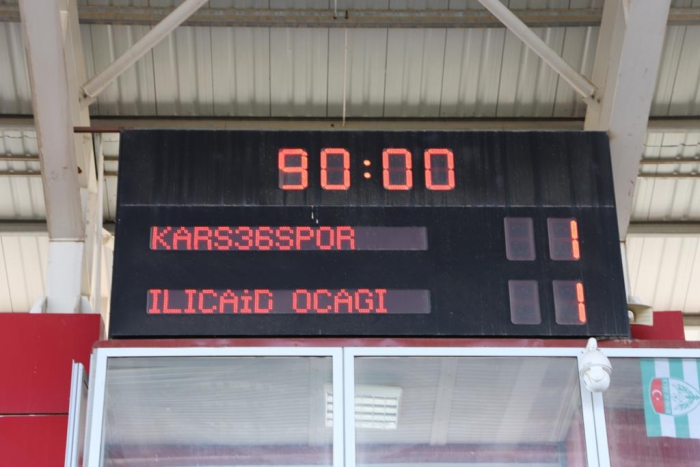 90:00
KARS36SPOR 1
ILICAiD OCAGI 1